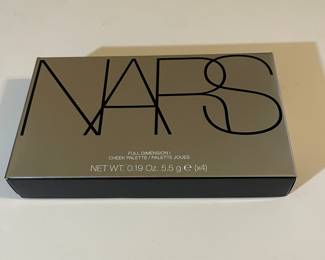 NARS
FULL DIMENSION I
CHEEK PALETTE / PALETTE JOUES
NET WT. 0.19 Oz. 5.5 g ℮ (x4)